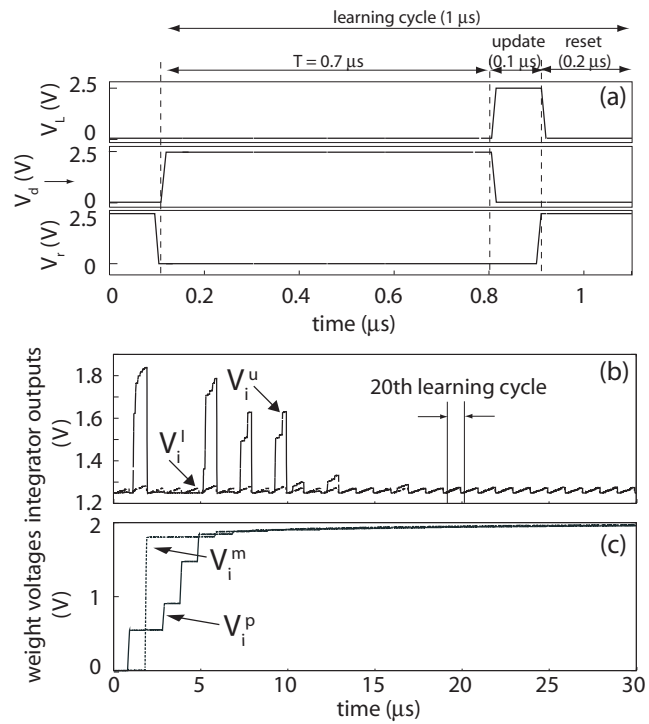 learning cycle (1 μs)
T = 0.7 μs
update (0.1 μs)
reset (0.2 μs)
(a)
V_L (V)
2.5
0
V_d (V)
2.5
0
V_r (V)
2.5
0
0 0.2 0.4 0.6 0.8 1
time (μs)
weight voltages integrator outputs
(V)
(V)
1.8
1.6
1.4
1.2
V_i^u
V_i^l
20th learning cycle
(b)
2
1
0
V_i^m
V_i^p
(c)
0 5 10 15 20 25 30
time (μs)